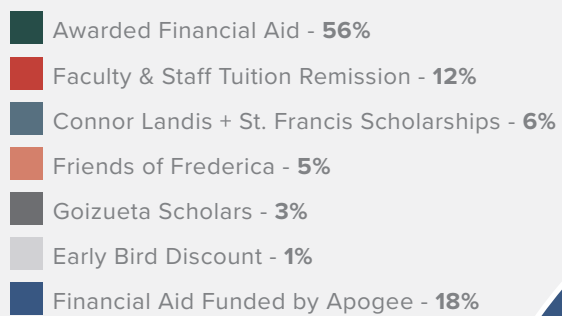 Awarded Financial Aid - 56%
Faculty & Staff Tuition Remission - 12%
Connor Landis + St. Francis Scholarships - 6%
Friends of Frederica - 5%
Goizueta Scholars - 3%
Early Bird Discount - 1%
Financial Aid Funded by Apogee - 18%